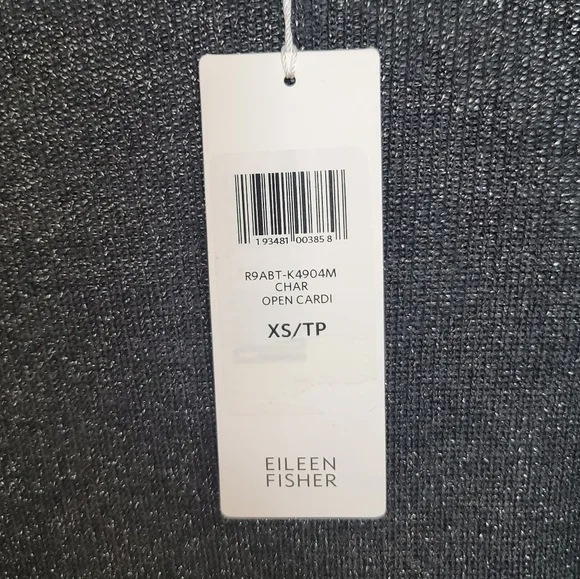 1 93481 00385 8
R9ABT-K4904M
CHAR
OPEN CARDI
XS/TP
EILEEN
FISHER